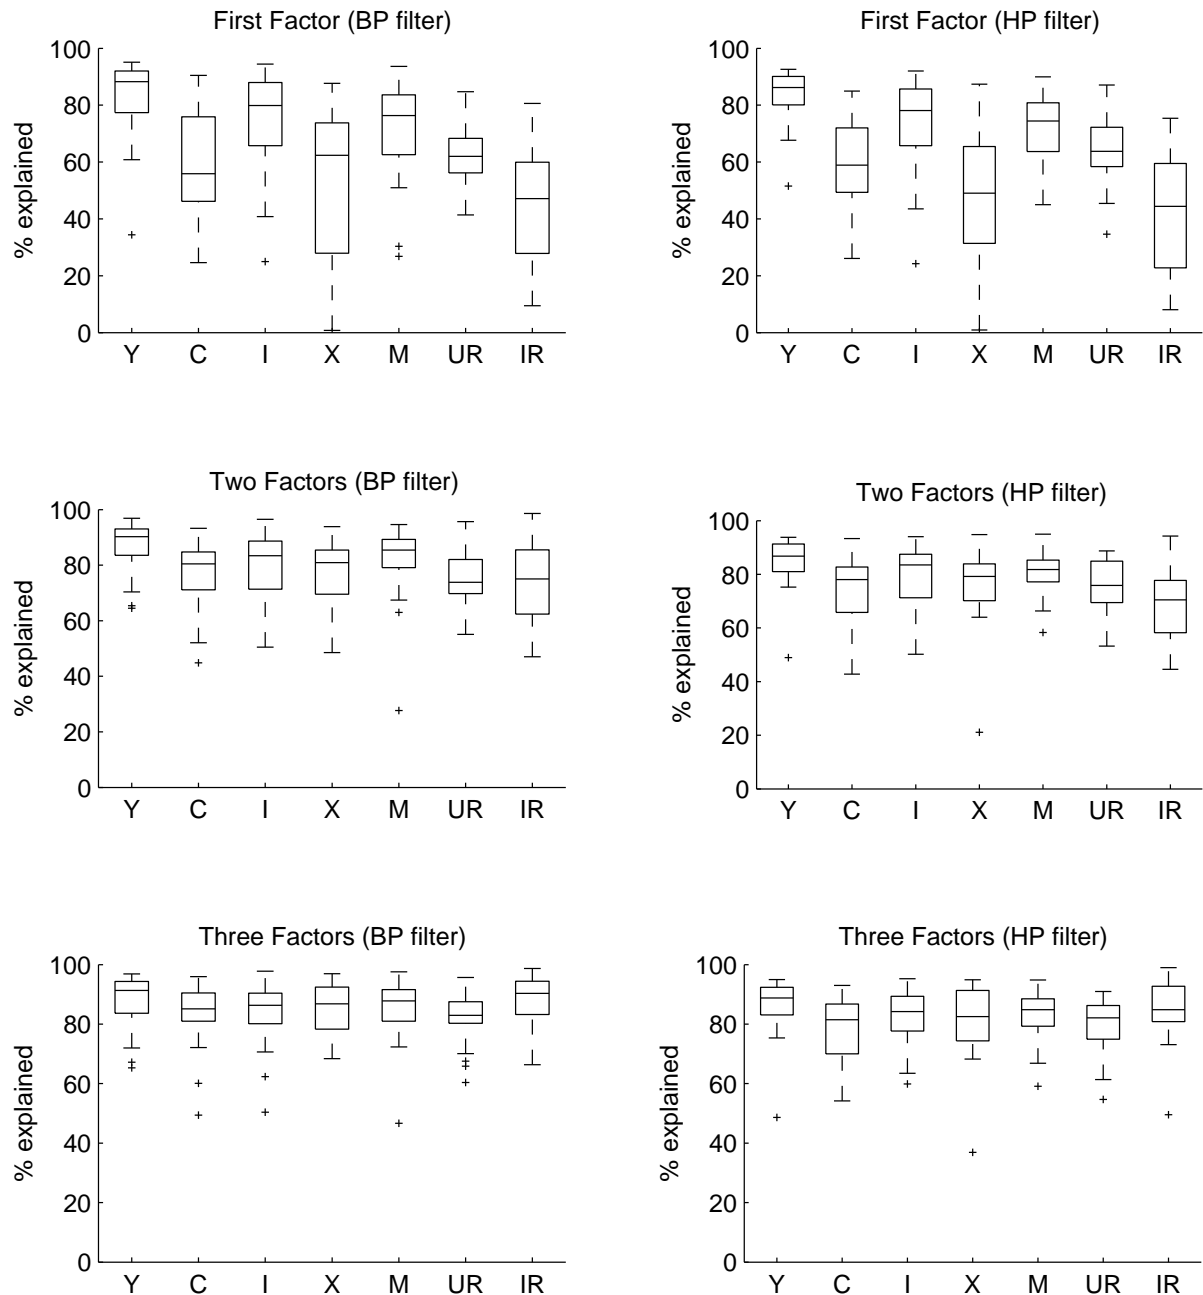 First Factor (BP filter)
% explained
100
80
60
40
20
0
Y C I X M UR IR
First Factor (HP filter)
% explained
100
80
60
40
20
0
Y C I X M UR IR
Two Factors (BP filter)
% explained
100
80
60
40
20
0
Y C I X M UR IR
Two Factors (HP filter)
% explained
100
80
60
40
20
0
Y C I X M UR IR
Three Factors (BP filter)
% explained
100
80
60
40
20
0
Y C I X M UR IR
Three Factors (HP filter)
% explained
100
80
60
40
20
0
Y C I X M UR IR